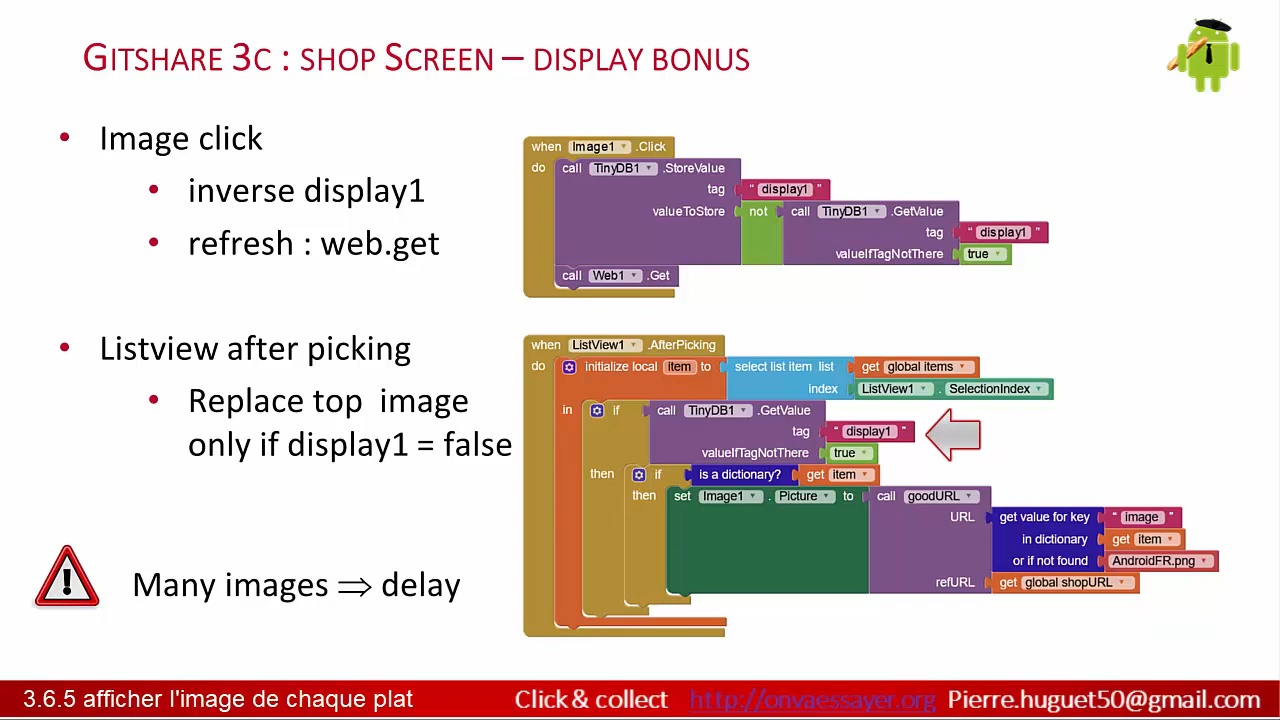 GITSHARE 3C : SHOP SCREEN – DISPLAY BONUS
• Image click
• inverse display1
• refresh : web.get
• Listview after picking
• Replace top image
only if display1 = false
Many images ⇒ delay
when Image1 .Click
do call TinyDB1 .StoreValue
tag " display1 "
valueToStore not call TinyDB1 .GetValue
tag " display1 "
valueIfTagNotThere true
call Web1 .Get
when ListView1 .AfterPicking
do initialize local item to select list item list get global items
index ListView1 . SelectionIndex
in if call TinyDB1 .GetValue
tag " display1 "
valueIfTagNotThere true
then if is a dictionary? get item
then set Image1 . Picture to call goodURL
URL get value for key " image "
in dictionary get item
or if not found AndroidFR.png
refURL get global shopURL
3.6.5 afficher l'image de chaque plat Click & collect http://onvaessayer.org Pierre.huguet50@gmail.com